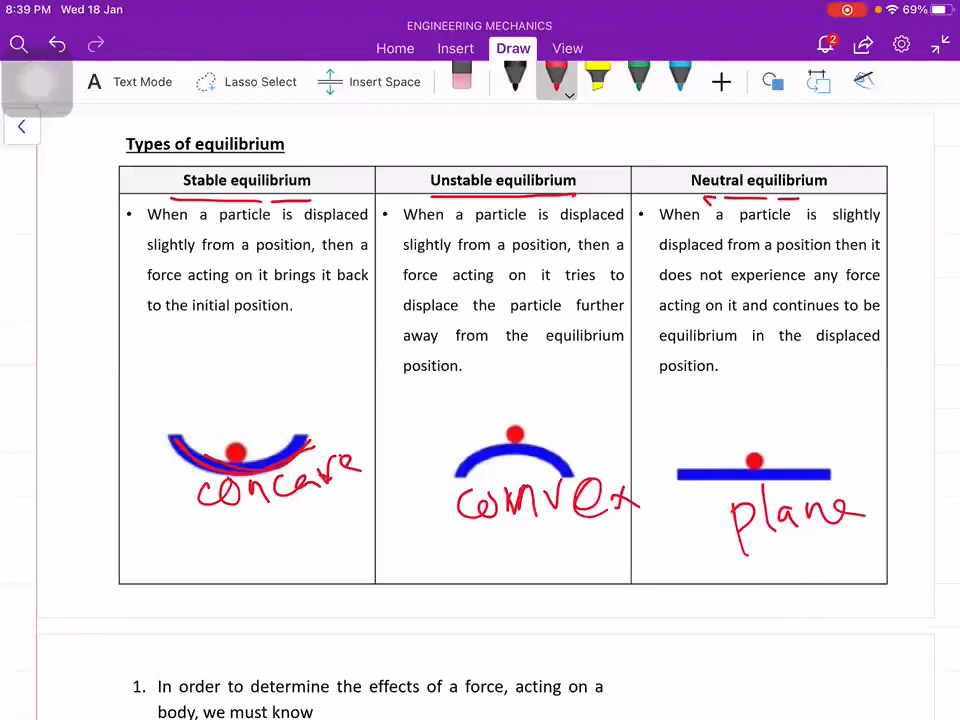 8:39 PM Wed 18 Jan
69%
ENGINEERING MECHANICS
Home Insert Draw View
2
A Text Mode Lasso Select Insert Space
Types of equilibrium
Stable equilibrium
• When a particle is displaced
slightly from a position, then a
force acting on it brings it back
to the initial position.
concave
Unstable equilibrium
• When a particle is displaced
slightly from a position, then a
force acting on it tries to
displace the particle further
away from the equilibrium
position.
convex
Neutral equilibrium
• When a particle is slightly
displaced from a position then it
does not experience any force
acting on it and continues to be
equilibrium in the displaced
position.
plane
1. In order to determine the effects of a force, acting on a
body, we must know